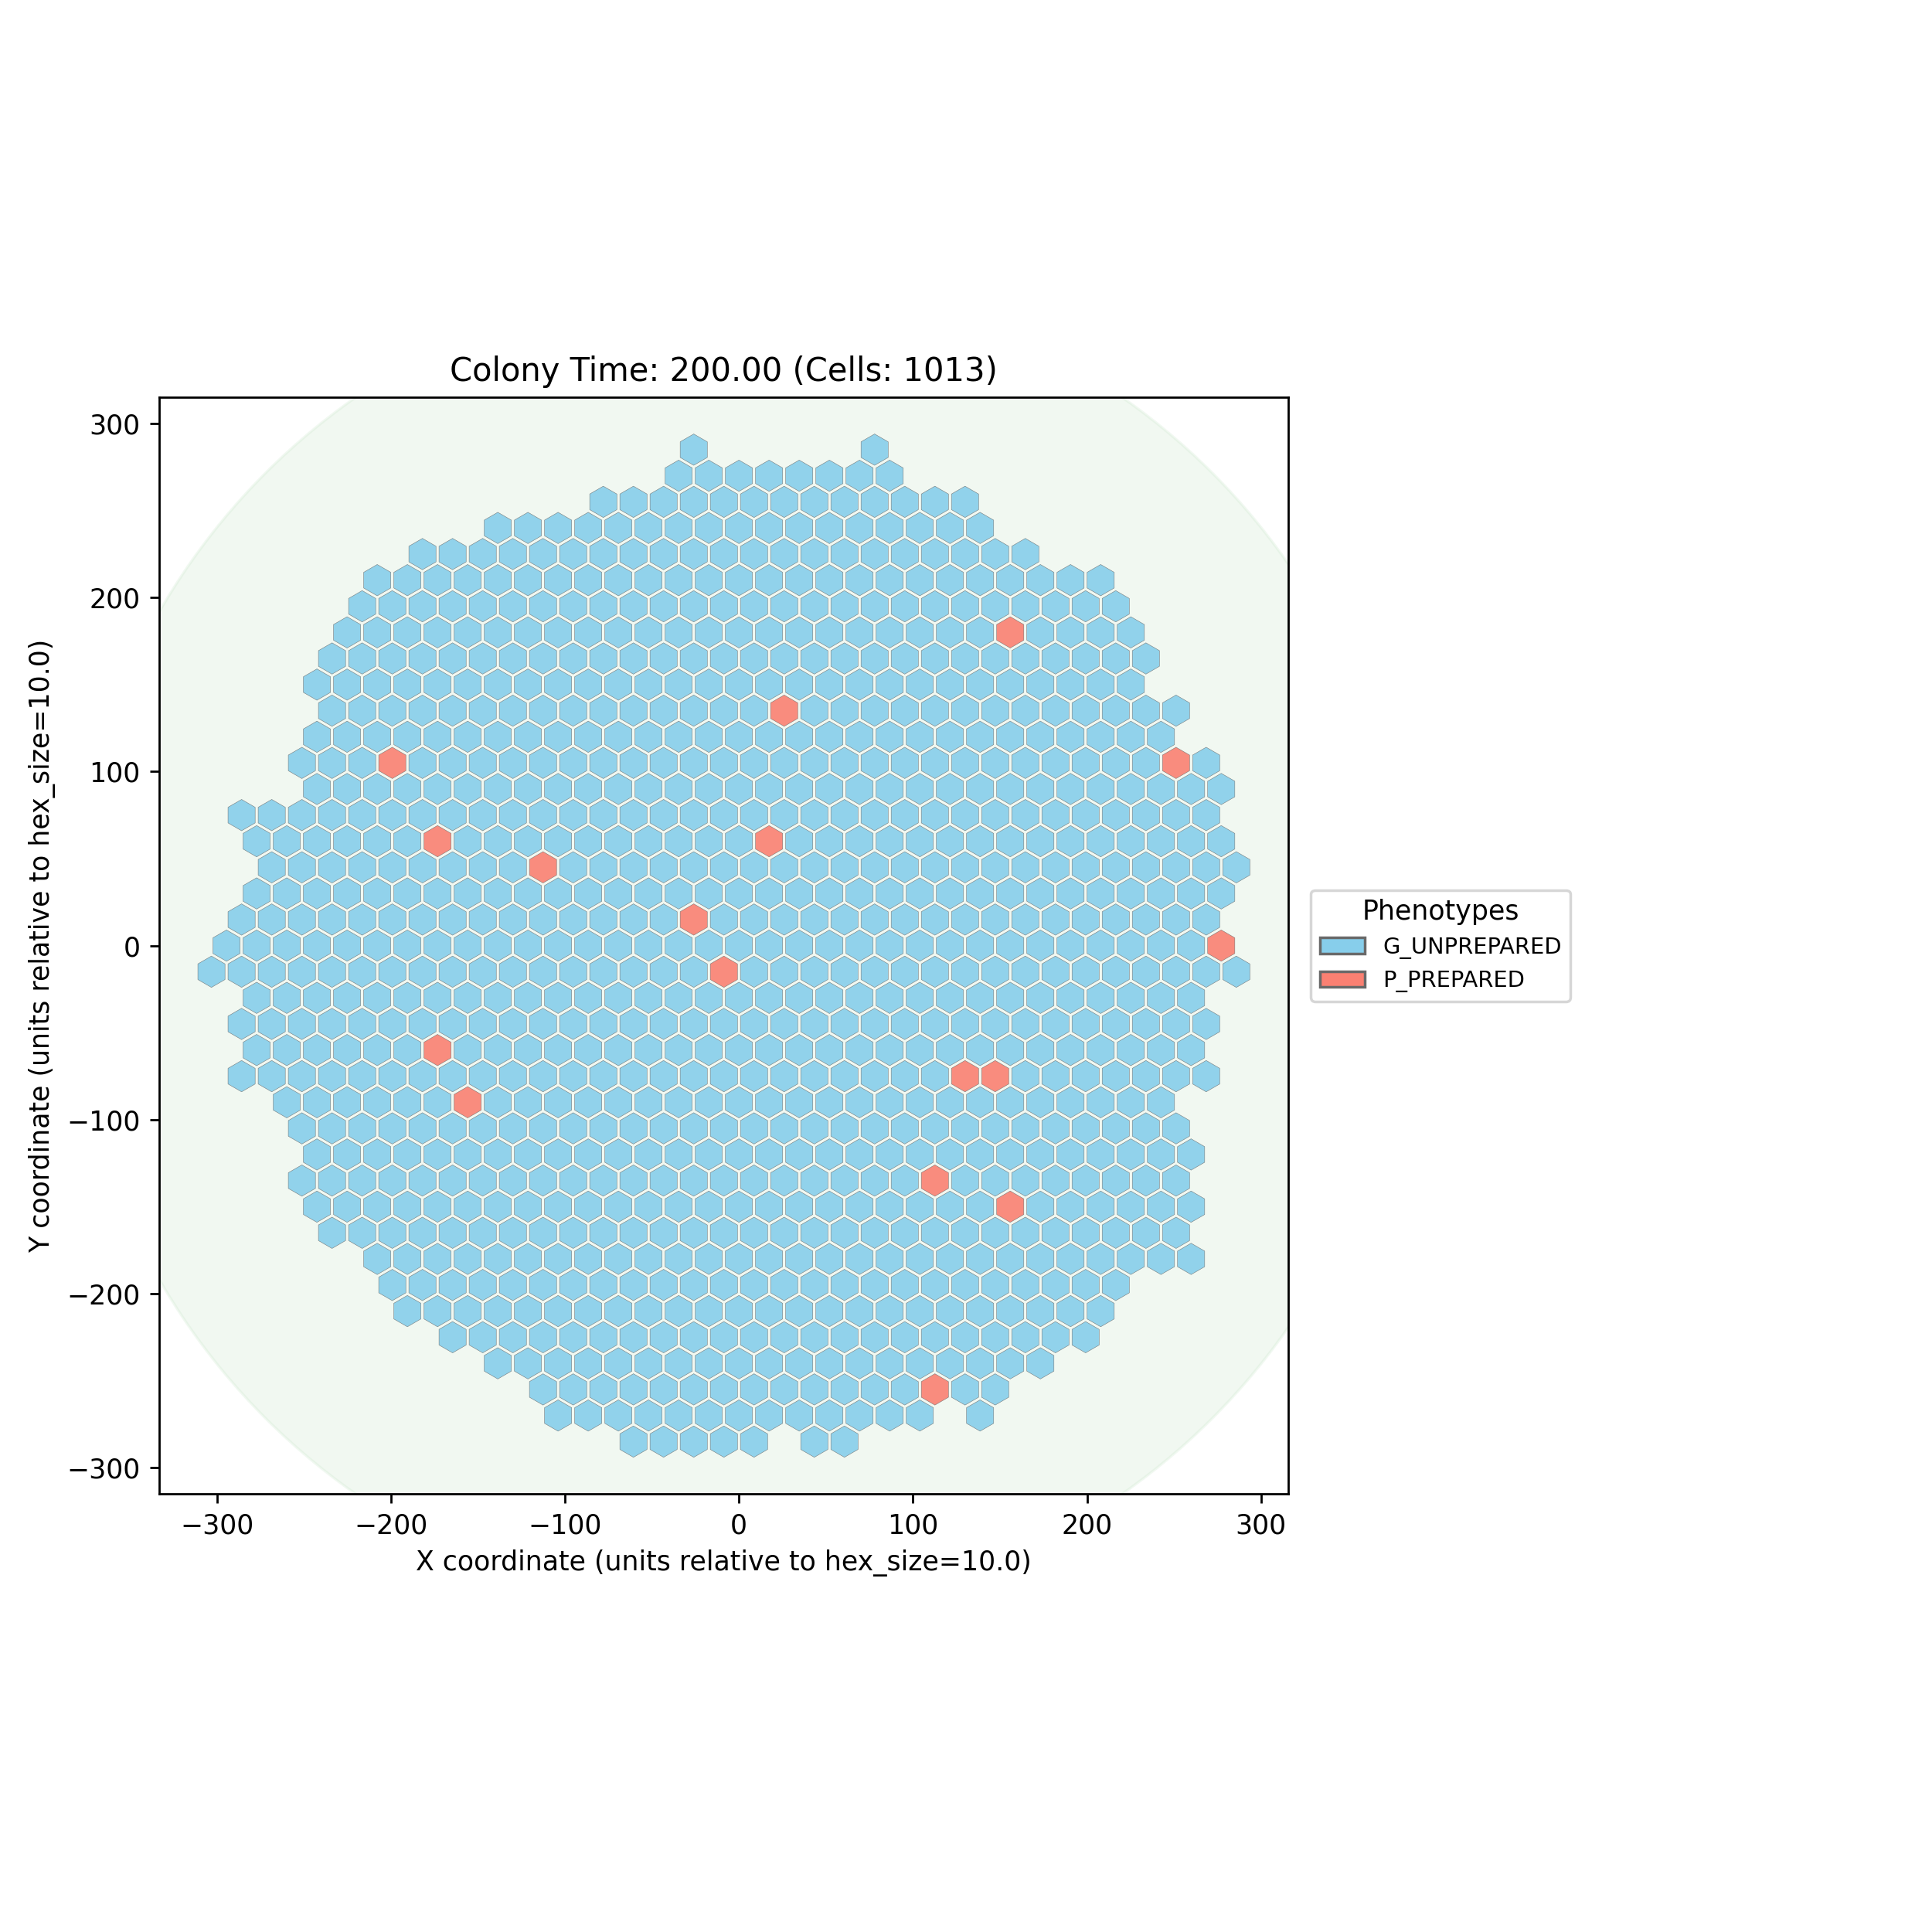 Colony Time: 200.00 (Cells: 1013)
Y coordinate (units relative to hex_size=10.0)
300
200
100
0
−100
−200
−300
−300 −200 −100 0 100 200 300
X coordinate (units relative to hex_size=10.0)
Phenotypes
G_UNPREPARED
P_PREPARED